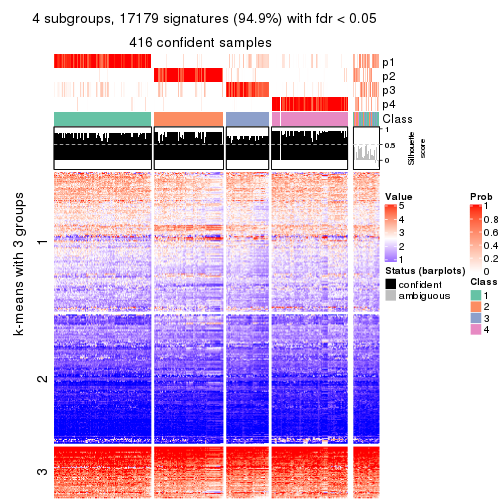 4 subgroups, 17179 signatures (94.9%) with fdr < 0.05
416 confident samples
p1
p2
p3
p4
Class
1
0.5
0
Silhouette
score
k-means with 3 groups
1
2
3
Value
5
4
3
2
1
Status (barplots)
confident
ambiguous
Prob
1
0.8
0.6
0.4
0.2
0
Class
1
2
3
4